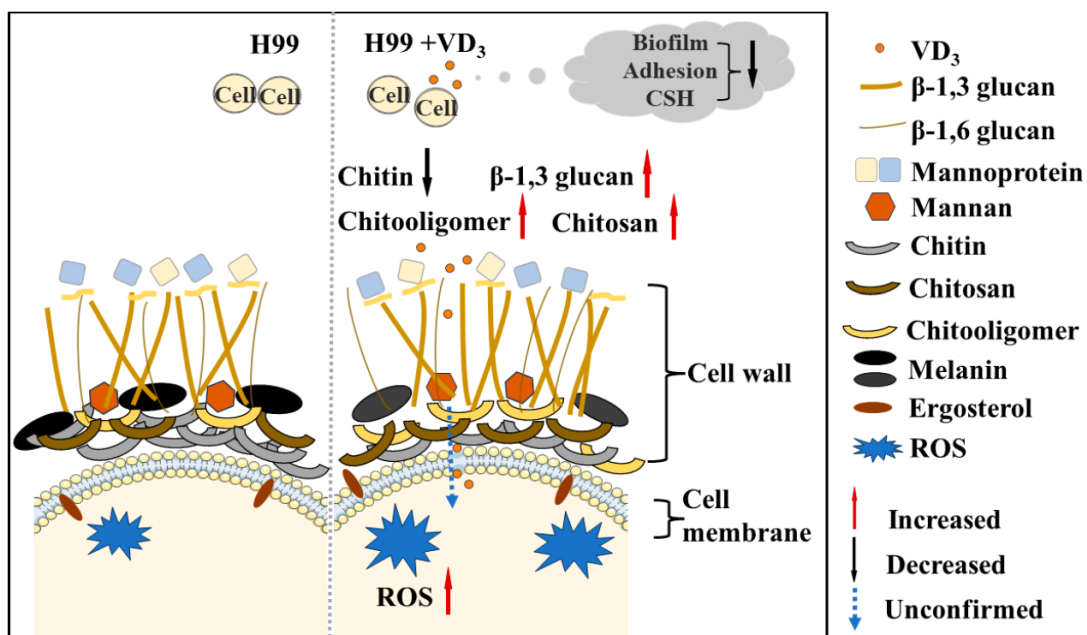 H99
Cell Cell
H99 +VD₃
Cell
Cell
Biofilm
Adhesion
CSH
Chitin
β-1,3 glucan
Chitooligomer
Chitosan
Cell wall
Cell
membrane
ROS
VD₃
β-1,3 glucan
β-1,6 glucan
Mannoprotein
Mannan
Chitin
Chitosan
Chitooligomer
Melanin
Ergosterol
ROS
Increased
Decreased
Unconfirmed